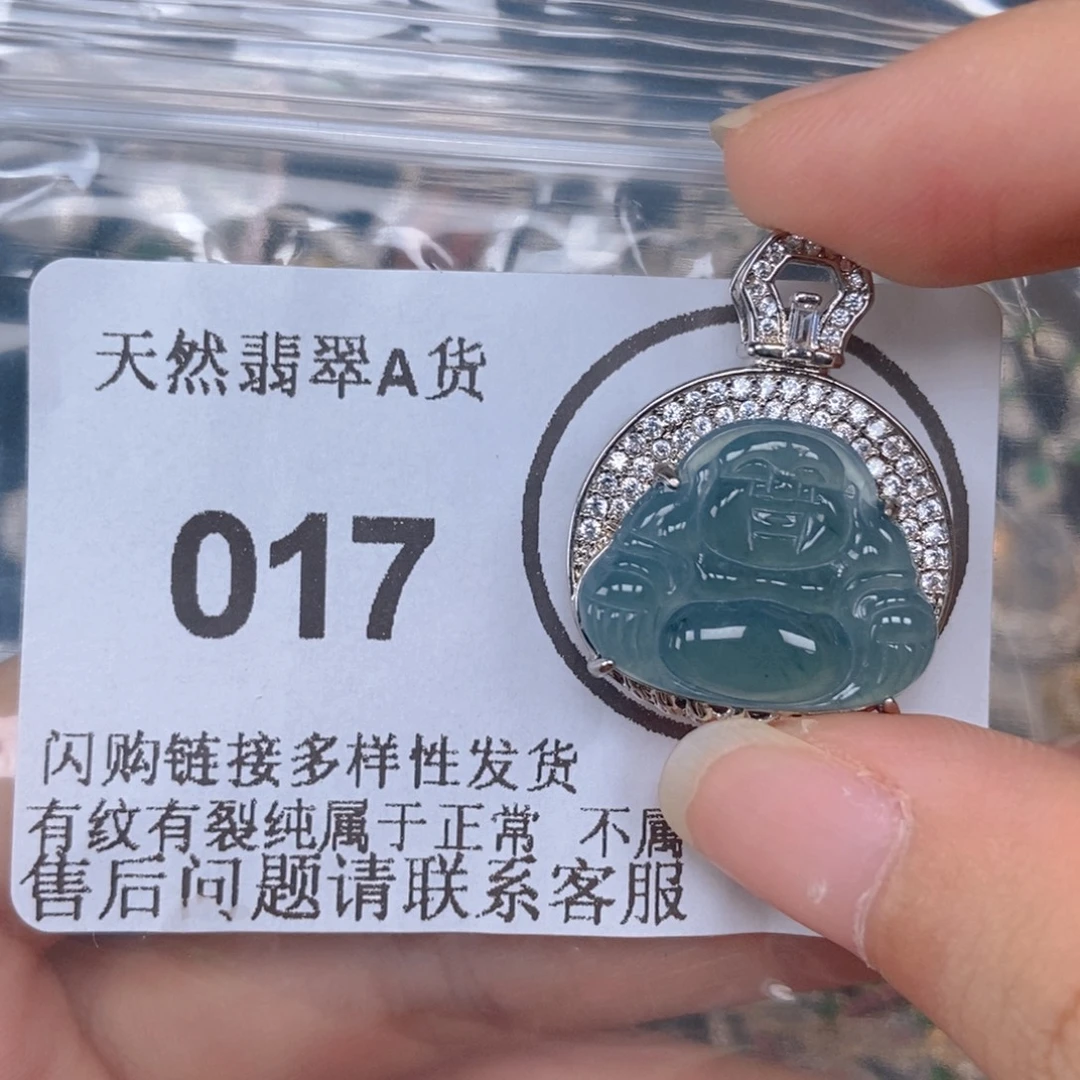 天然翡翠A货
017
闪购链接多样性发货
有纹有裂纯属于正常 不属
售后问题请联系客服